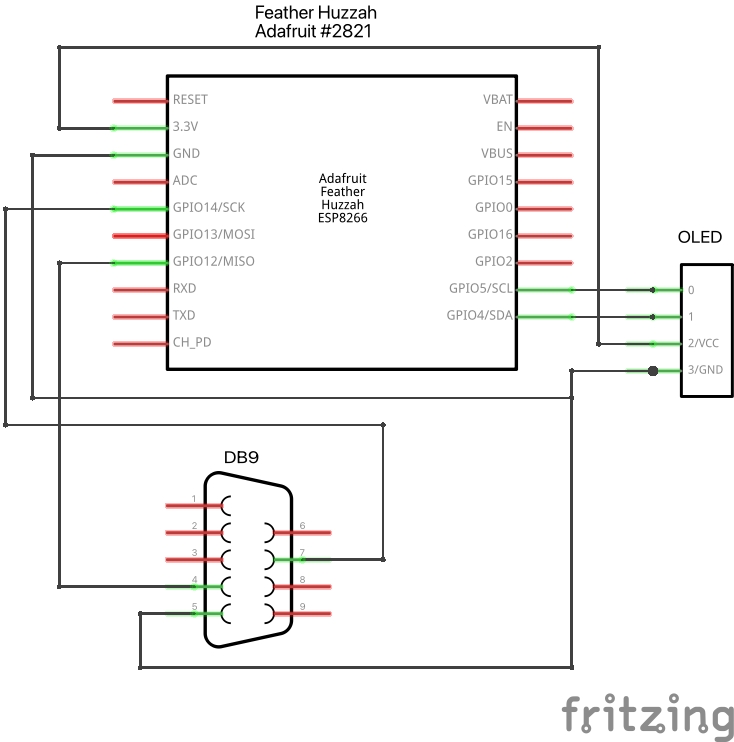 Feather Huzzah
Adafruit #2821
RESET
3.3V
GND
ADC
GPIO14/SCK
GPIO13/MOSI
GPIO12/MISO
RXD
TXD
CH_PD
Adafruit
Feather
Huzzah
ESP8266
VBAT
EN
VBUS
GPIO15
GPIO0
GPIO16
GPIO2
GPIO5/SCL
GPIO4/SDA
OLED
0
1
2/VCC
3/GND
DB9
1
2
3
4
5
6
7
8
9
fritzing